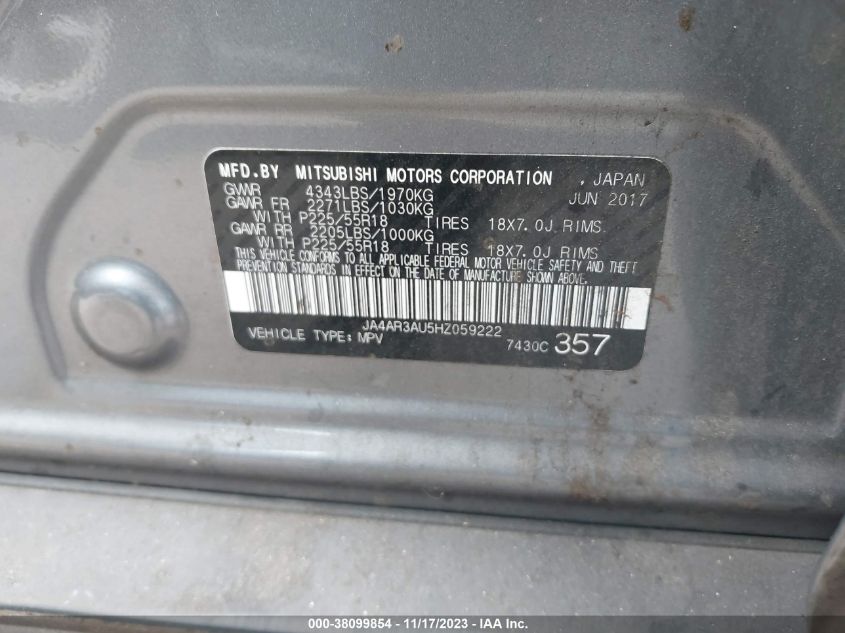 MFD.BY MITSUBISHI MOTORS CORPORATION , JAPAN
GVWR 4343LBS/1970KG JUN 2017
GAWR FR 2271LBS/1030KG
WITH P225/55R18 TIRES 18X7.0J RIMS.
GAWR RR 2205LBS/1000KG
WITH P225/55R18 TIRES 18X7.0J RIMS
THIS VEHICLE CONFORMS TO ALL APPLICABLE FEDERAL MOTOR VEHICLE SAFETY AND THEFT
PREVENTION STANDARDS IN EFFECT ON THE DATE OF MANUFACTURE SHOWN ABOVE.
JA4AR3AU5HZ059222
VEHICLE TYPE; MPV 7430C 357
000-38099854 - 11/17/2023 - IAA Inc.